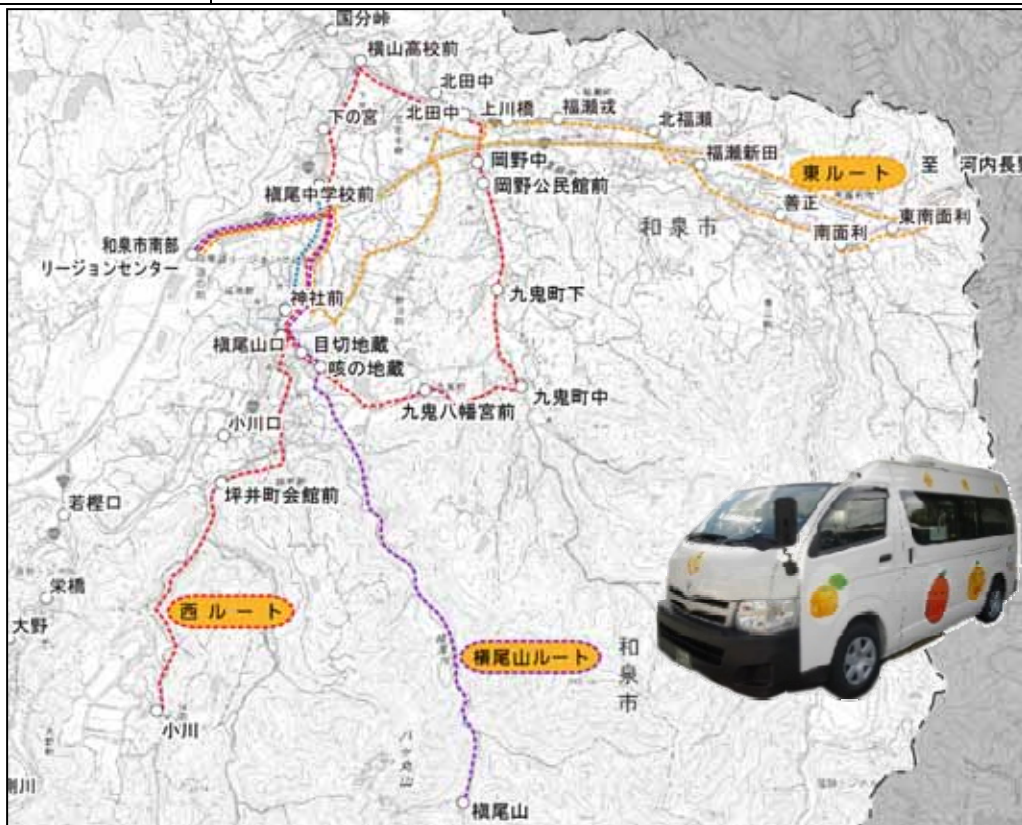 国分峠
横山高校前
北田中
北田中
上川橋
福瀬戎
北福瀬
下の宮
岡野中
福瀬新田
東ルート
至 河内長野
岡野公民館前
槇尾中学校前
善正
東南面利
和泉市
南面利
和泉市南部
リージョンセンター
神社前
九鬼町下
槇尾山口
目切地蔵
咳の地蔵
九鬼八幡宮前
九鬼町中
小川口
坪井町会館前
若樫口
栄橋
大野
西ルート
槇尾山ルート
和泉市
小川
槇尾山
側川